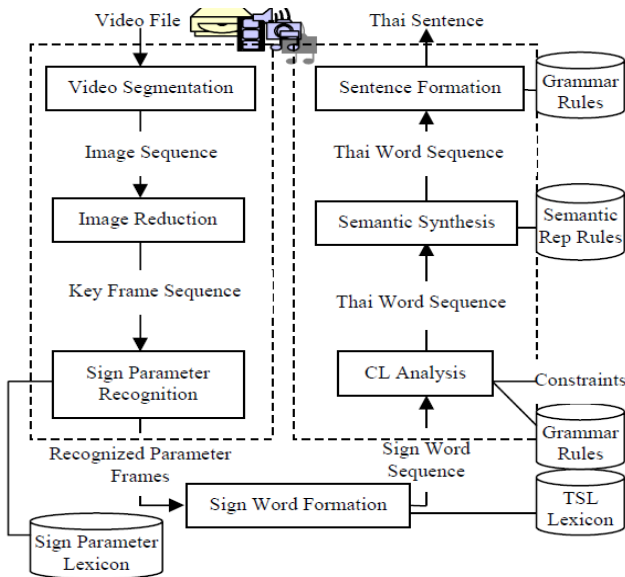 Video File
Video Segmentation
Image Sequence
Image Reduction
Key Frame Sequence
Sign Parameter
Recognition
Recognized Parameter
Frames
Sign Parameter
Lexicon
Sign Word Formation
TSL
Lexicon
Sign Word
Sequence
CL Analysis
Constraints
Grammar
Rules
Thai Word Sequence
Semantic Synthesis
Semantic
Rep Rules
Thai Word Sequence
Sentence Formation
Grammar
Rules
Thai Sentence